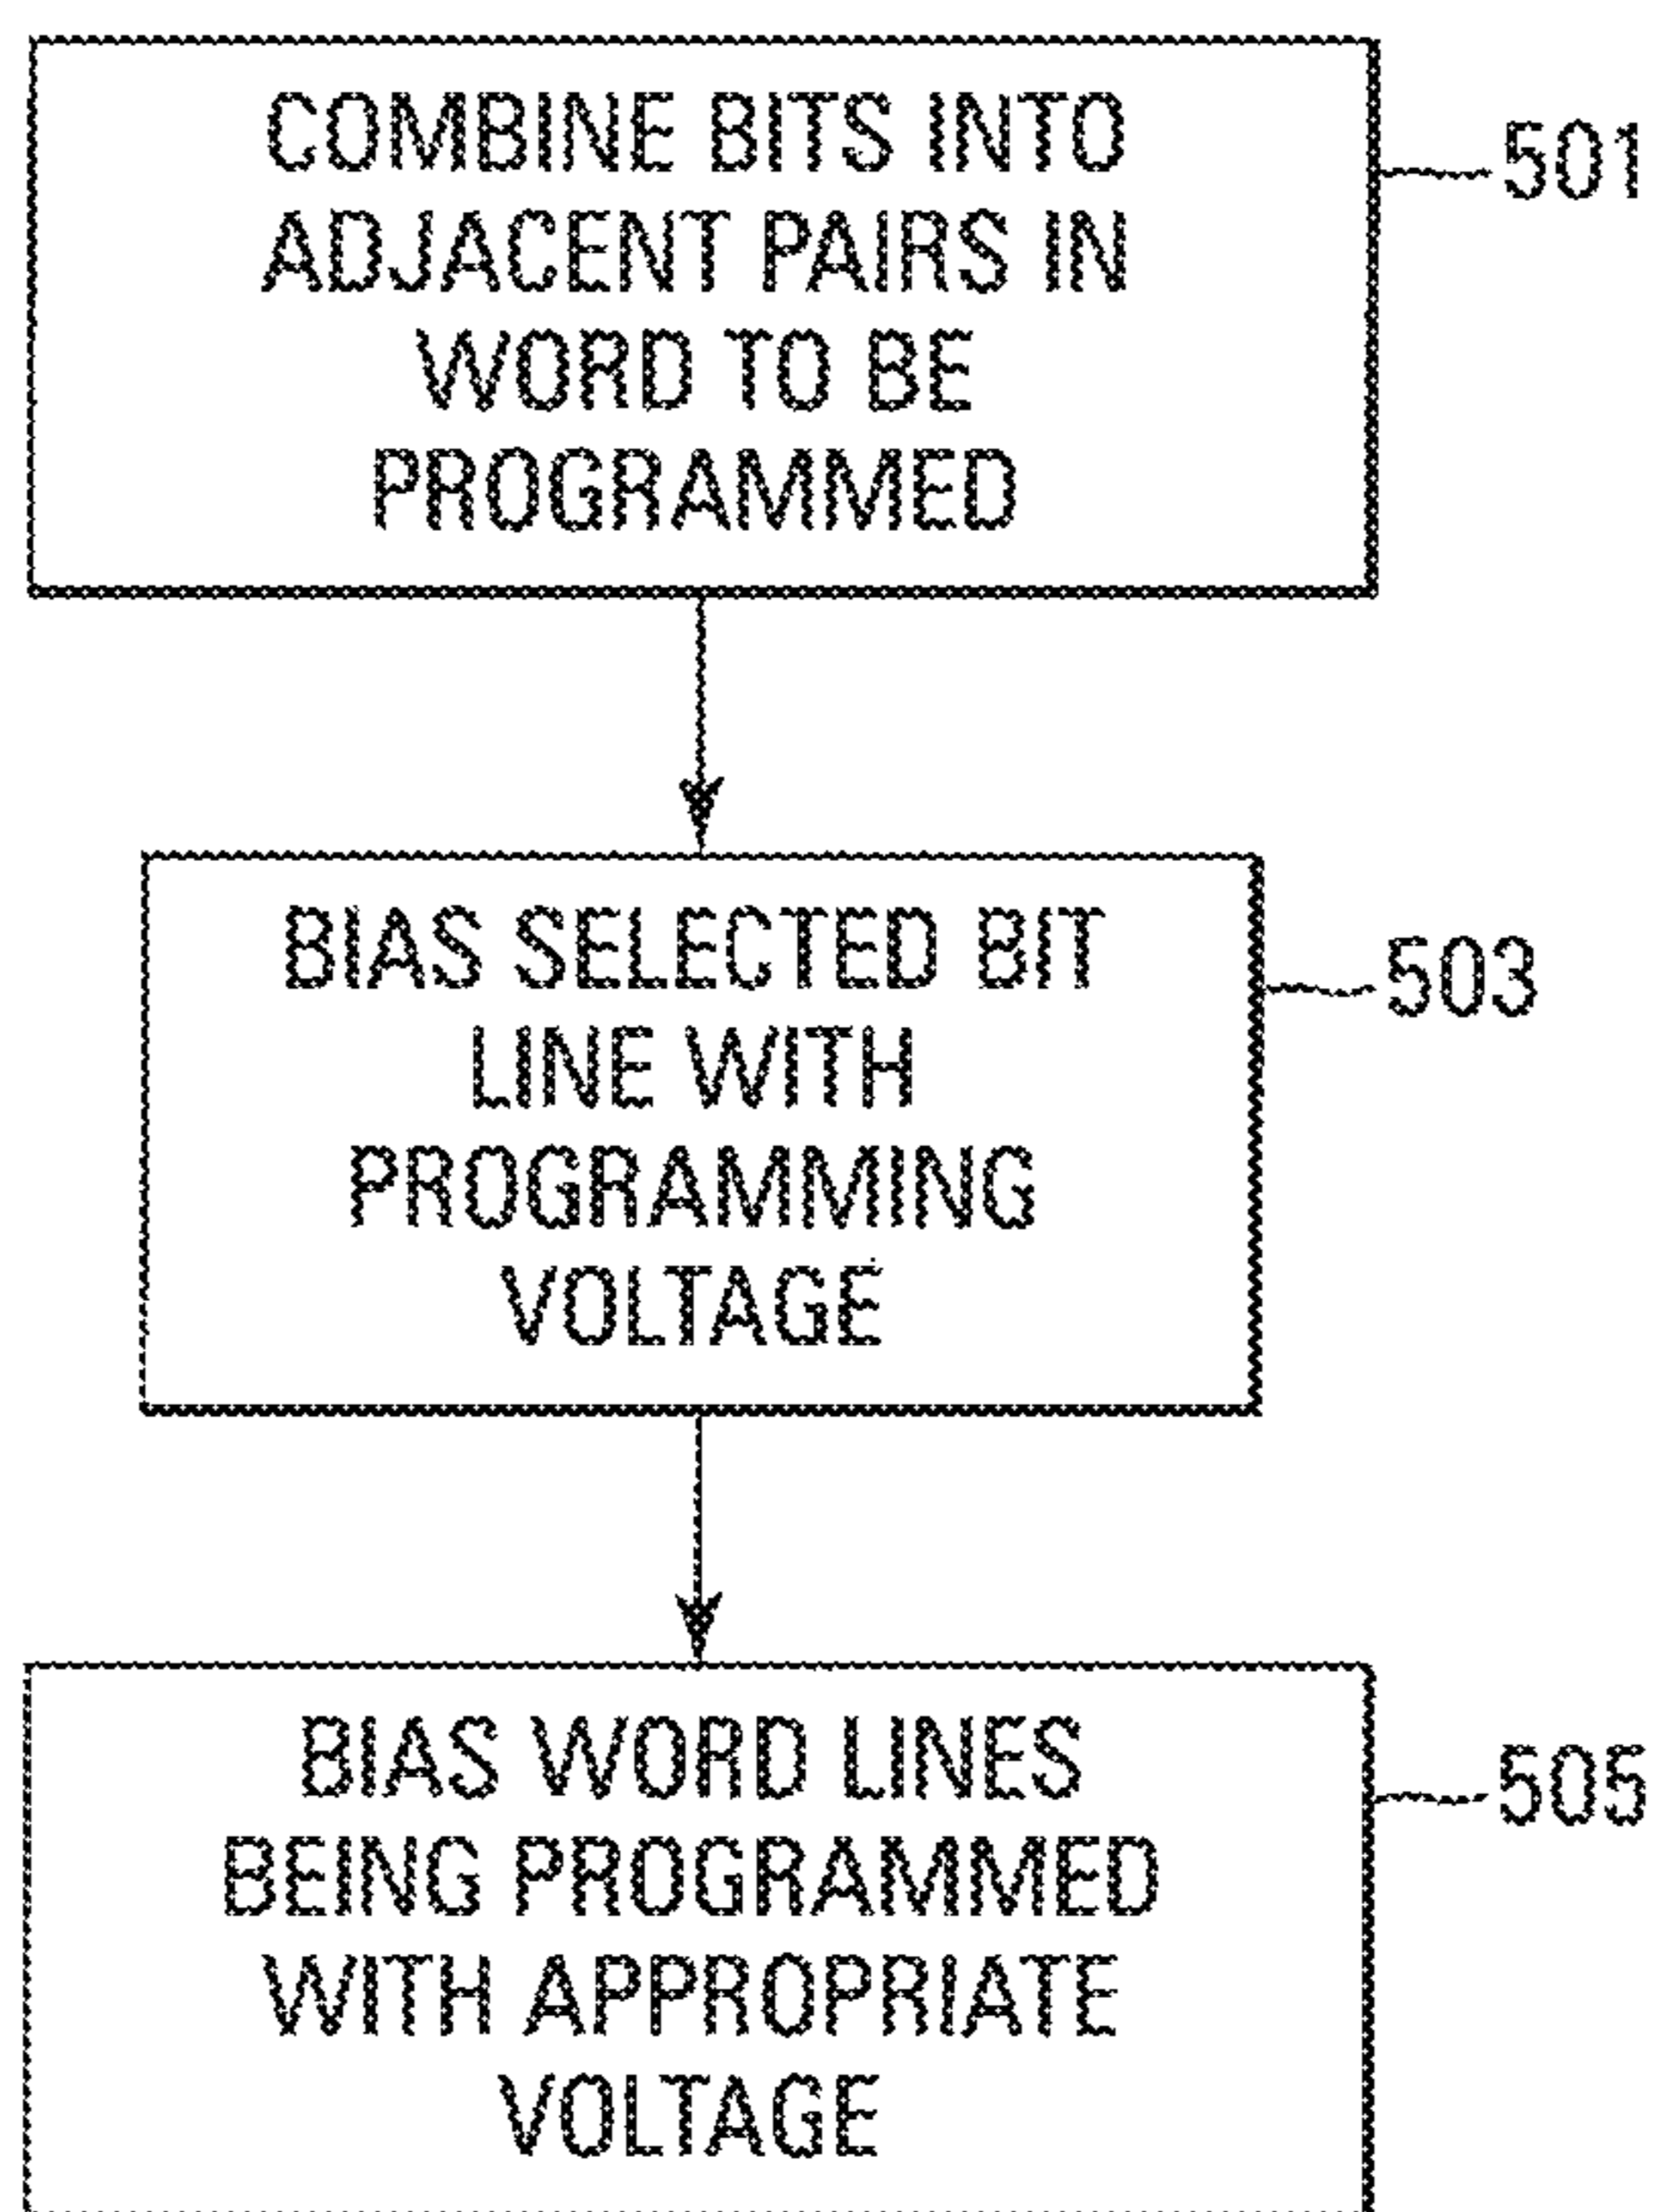 COMBINE BITS INTO
ADJACENT PAIRS IN
WORD TO BE
PROGRAMMED
501
BIAS SELECTED BIT
LINE WITH
PROGRAMMING
VOLTAGE
503
BIAS WORD LINES
BEING PROGRAMMED
WITH APPROPRIATE
VOLTAGE
505